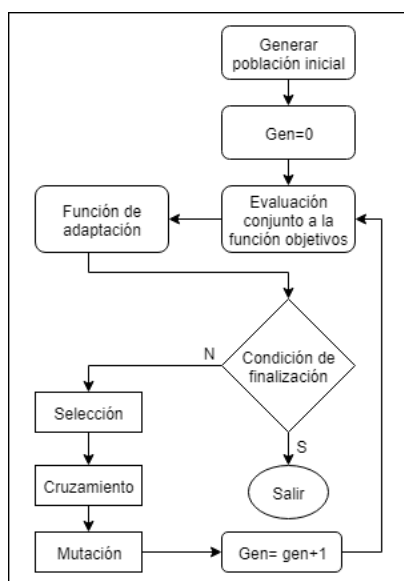 Generar
población inicial
Gen=0
Evaluación
conjunto a la
función objetivos
Función de
adaptación
Condición de
finalización
N
S
Salir
Selección
Cruzamiento
Mutación
Gen= gen+1